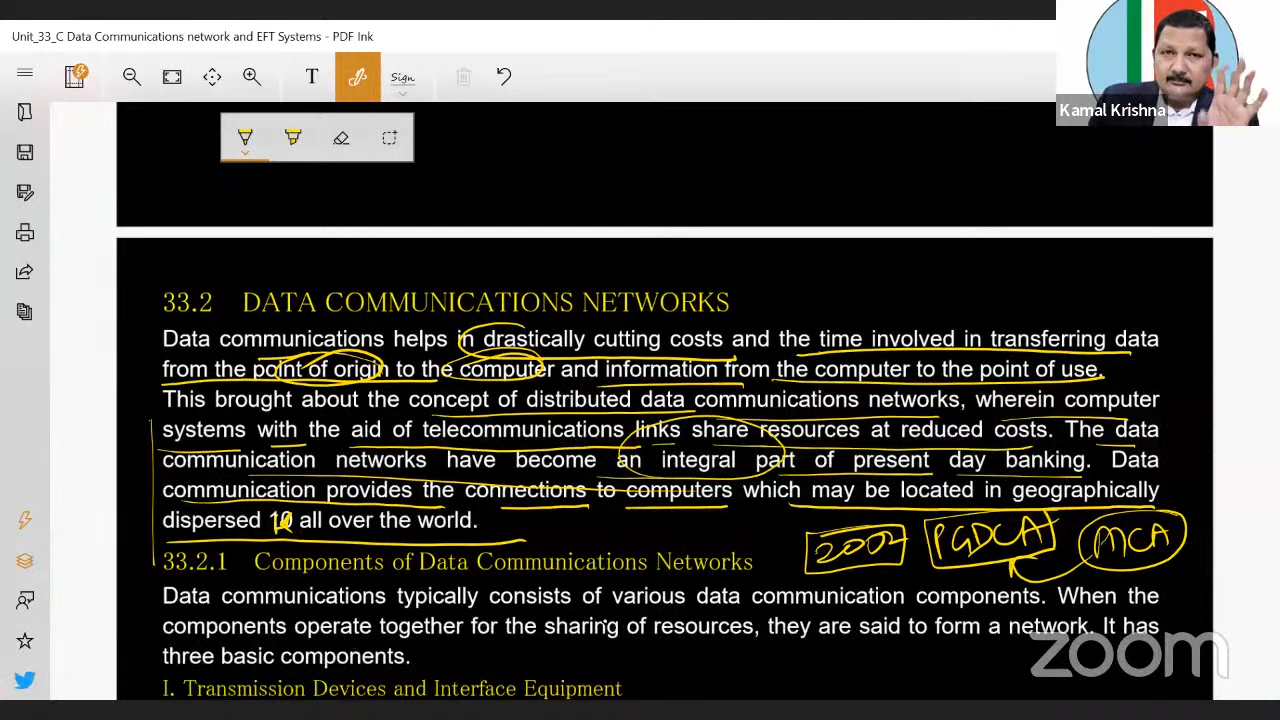 Unit_33_C Data Communications network and EFT Systems - PDF Ink
T
Sign
Kamal Krishna
33.2 DATA COMMUNICATIONS NETWORKS
Data communications helps in drastically cutting costs and the time involved in transferring data
from the point of origin to the computer and information from the computer to the point of use.
This brought about the concept of distributed data communications networks, wherein computer
systems with the aid of telecommunications links share resources at reduced costs. The data
communication networks have become an integral part of present day banking. Data
communication provides the connections to computers which may be located in geographically
dispersed all over the world.
PGDCA MCA
33.2.1 Components of Data Communications Networks
Data communications typically consists of various data communication components. When the
components operate together for the sharing of resources, they are said to form a network. It has
three basic components.
zoom
I. Transmission Devices and Interface Equipment